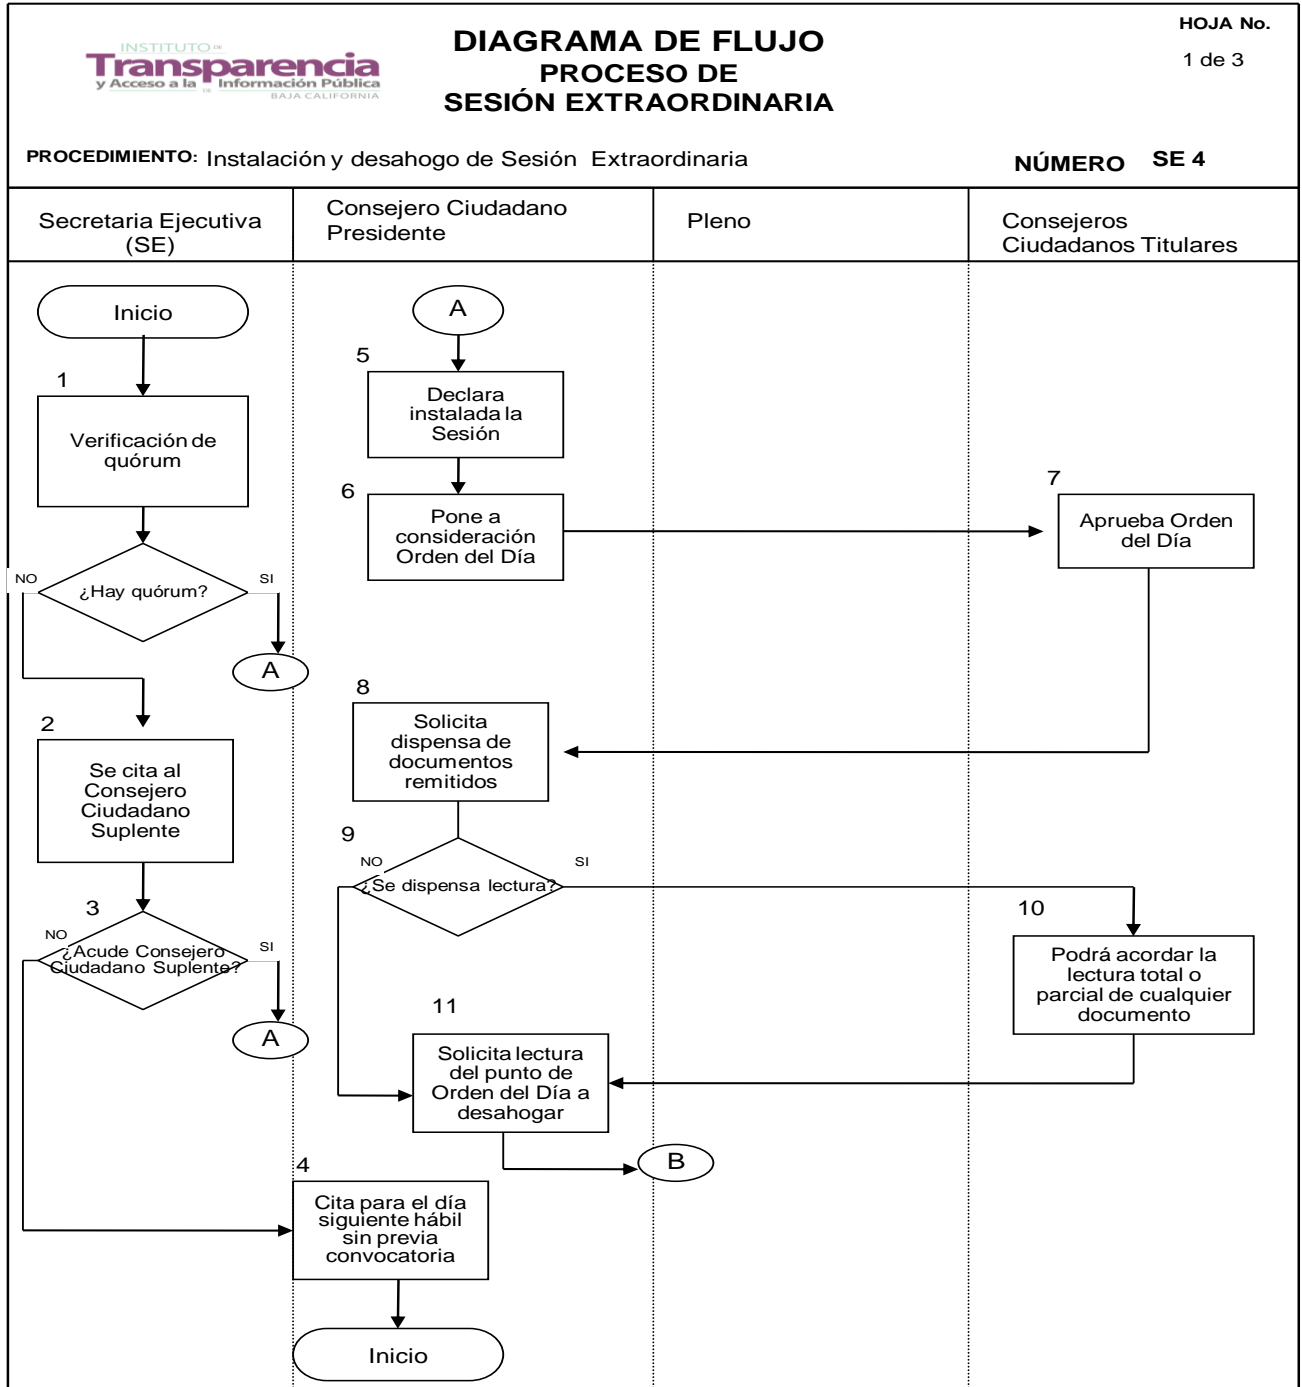 INSTITUTO DE
Transparencia
y Acceso a la Información Pública
DE
BAJA CALIFORNIA
DIAGRAMA DE FLUJO
PROCESO DE
SESIÓN EXTRAORDINARIA
HOJA No.
1 de 3
PROCEDIMIENTO: Instalación y desahogo de Sesión Extraordinaria
NÚMERO SE 4
Secretaria Ejecutiva
(SE)
Consejero Ciudadano
Presidente
Pleno
Consejeros
Ciudadanos Titulares
Inicio
1
Verificación de
quórum
¿Hay quórum?
NO
SI
A
2
Se cita al
Consejero
Ciudadano
Suplente
3
NO
¿Acude Consejero
Ciudadano Suplente?
SI
A
4
Cita para el día
siguiente hábil
sin previa
convocatoria
Inicio
A
5
Declara
instalada la
Sesión
6
Pone a
consideración
Orden del Día
7
Aprueba Orden
del Día
8
Solicita
dispensa de
documentos
remitidos
9
NO
¿Se dispensa lectura?
SI
10
Podrá acordar la
lectura total o
parcial de cualquier
documento
11
Solicita lectura
del punto de
Orden del Día a
desahogar
B